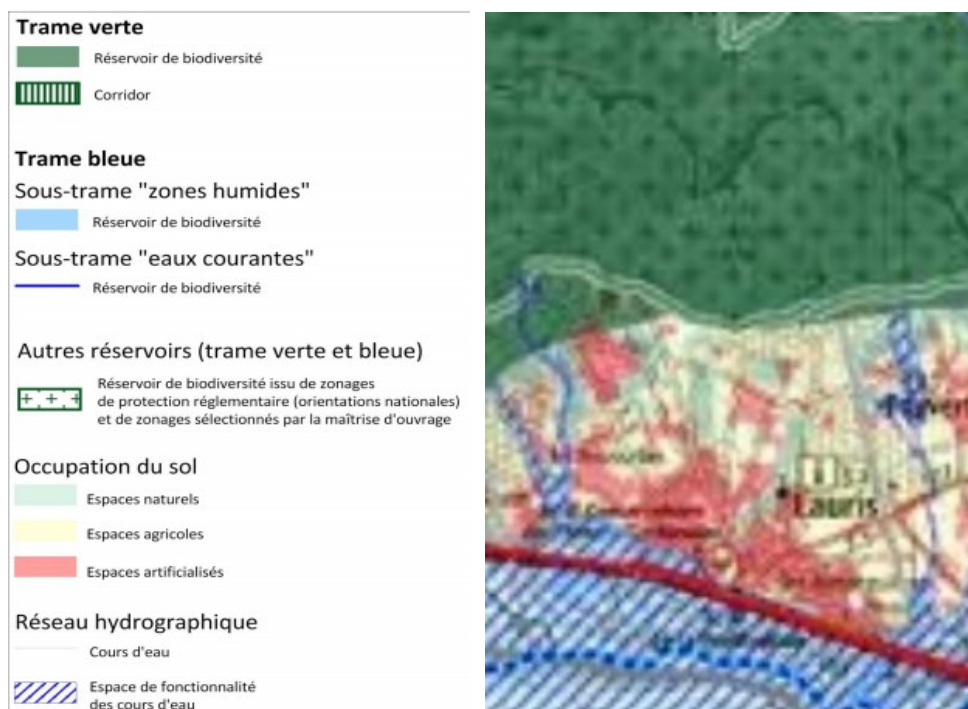 Trame verte
Réservoir de biodiversité
Corridor
Trame bleue
Sous-trame "zones humides"
Réservoir de biodiversité
Sous-trame "eaux courantes"
Réservoir de biodiversité
Autres réservoirs (trame verte et bleue)
Réservoir de biodiversité issu de zonages
de protection réglementaire (orientations nationales)
et de zonages sélectionnés par la maîtrise d'ouvrage
Occupation du sol
Espaces naturels
Espaces agricoles
Espaces artificialisés
Réseau hydrographique
Cours d'eau
Espace de fonctionnalité
des cours d'eau
Lauris